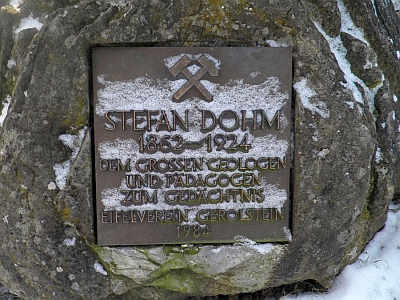 STEFAN DOHM
1862-1924
DEM GROSSEN GEOLOGEN
UND PÄDAGOGEN
ZUM GEDÄCHTNIS
EIFELVEREIN GEROLSTEIN
1984